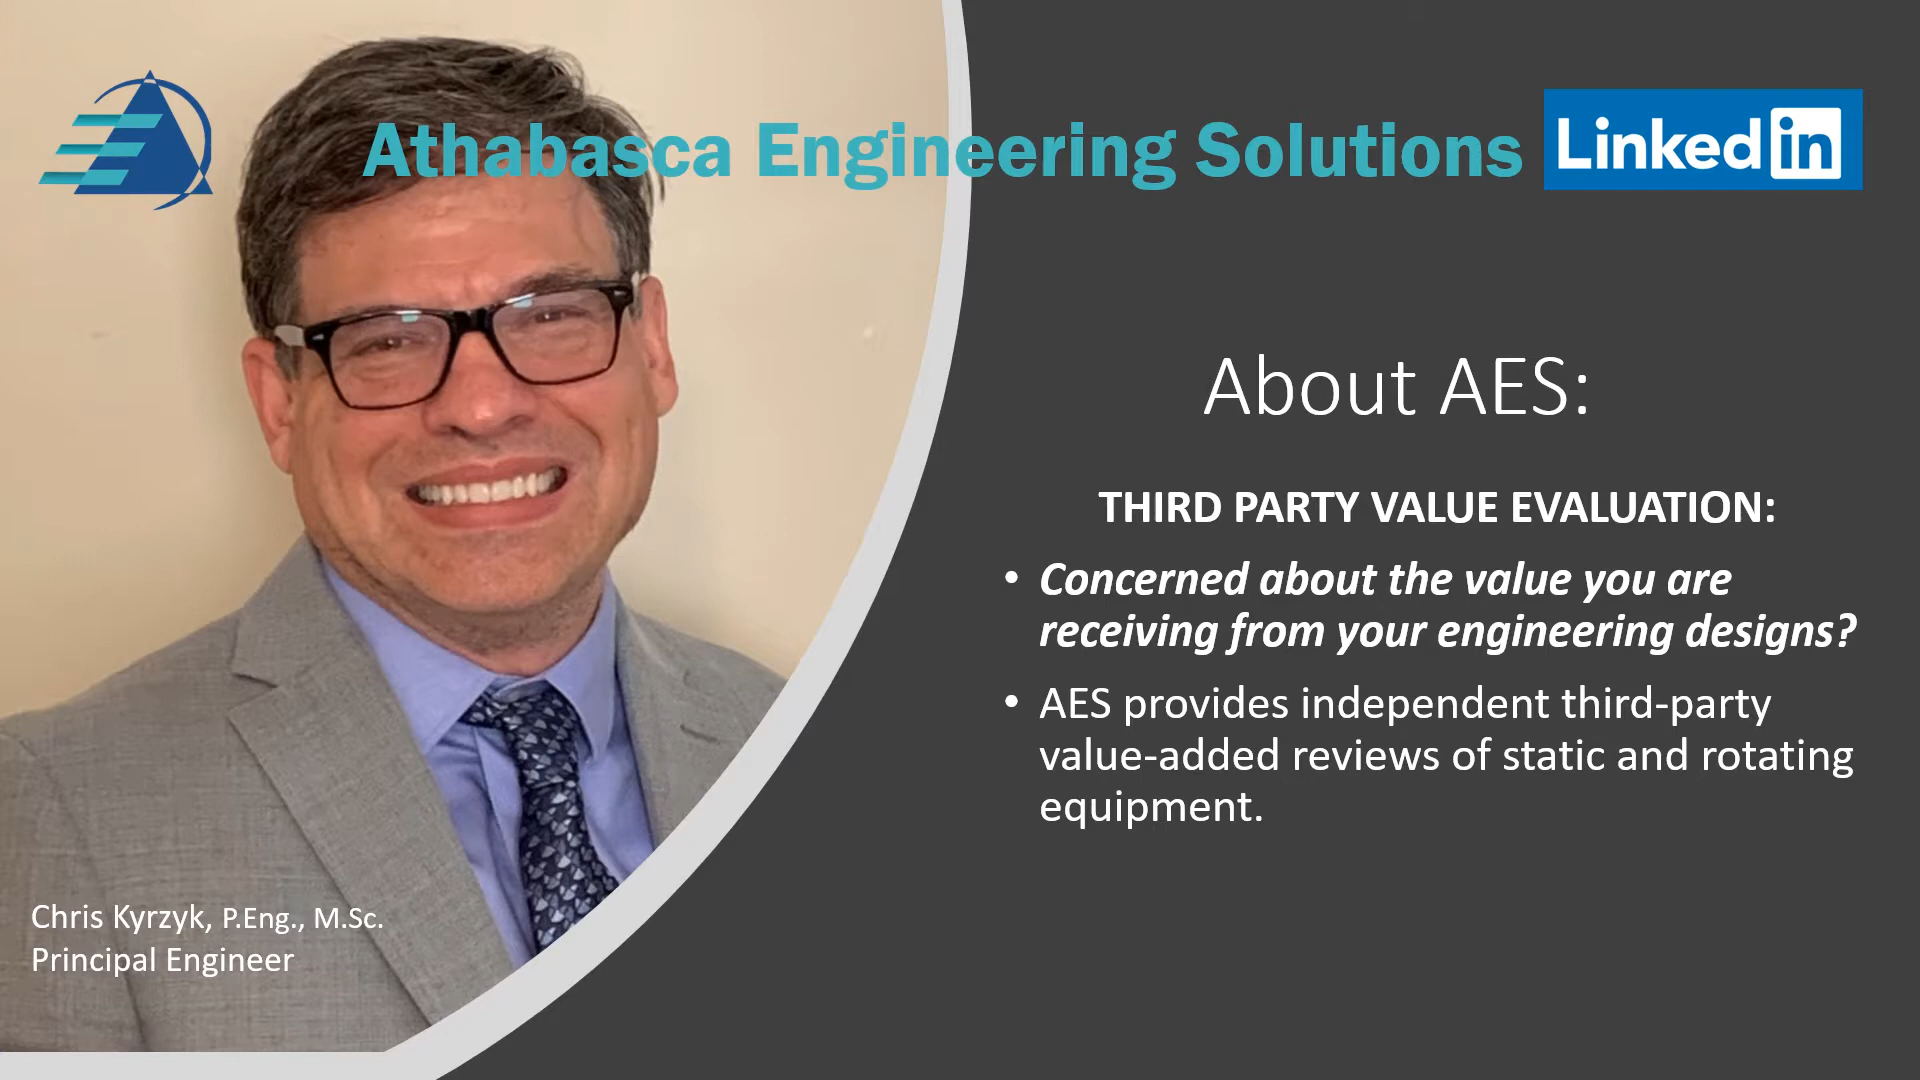 Athabasca Engineering Solutions
Linked in
About AES:
THIRD PARTY VALUE EVALUATION:
• Concerned about the value you are
receiving from your engineering designs?
• AES provides independent third-party
value-added reviews of static and rotating
equipment.
Chris Kyrzyk, P.Eng., M.Sc.
Principal Engineer